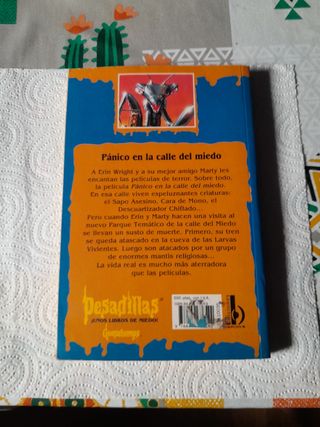 Pánico en la calle del miedo
A Erin Wright y a su mejor amigo Marty les
encantan las películas de terror. Sobre todo,
la película Pánico en la calle del miedo.
En esa calle viven espeluznantes criaturas:
el Sapo Asesino, Cara de Mono, el
Descuartizador Chiflado...
Peru cuando Erin y Marty hacen una visita al
nuevo Parque Temático de la calle del Miedo
se llevan un susto de muerte. Primero, su tren
se queda atascado en la cueva de las Larvas
Vivientes. Luego son atacados por un grupo
de enormes mantis religiosas...
La vida real es mucho más aterradora
que las películas.
Pesadillas
¡UNOS LIBROS DE MIEDO!
Goosebumps